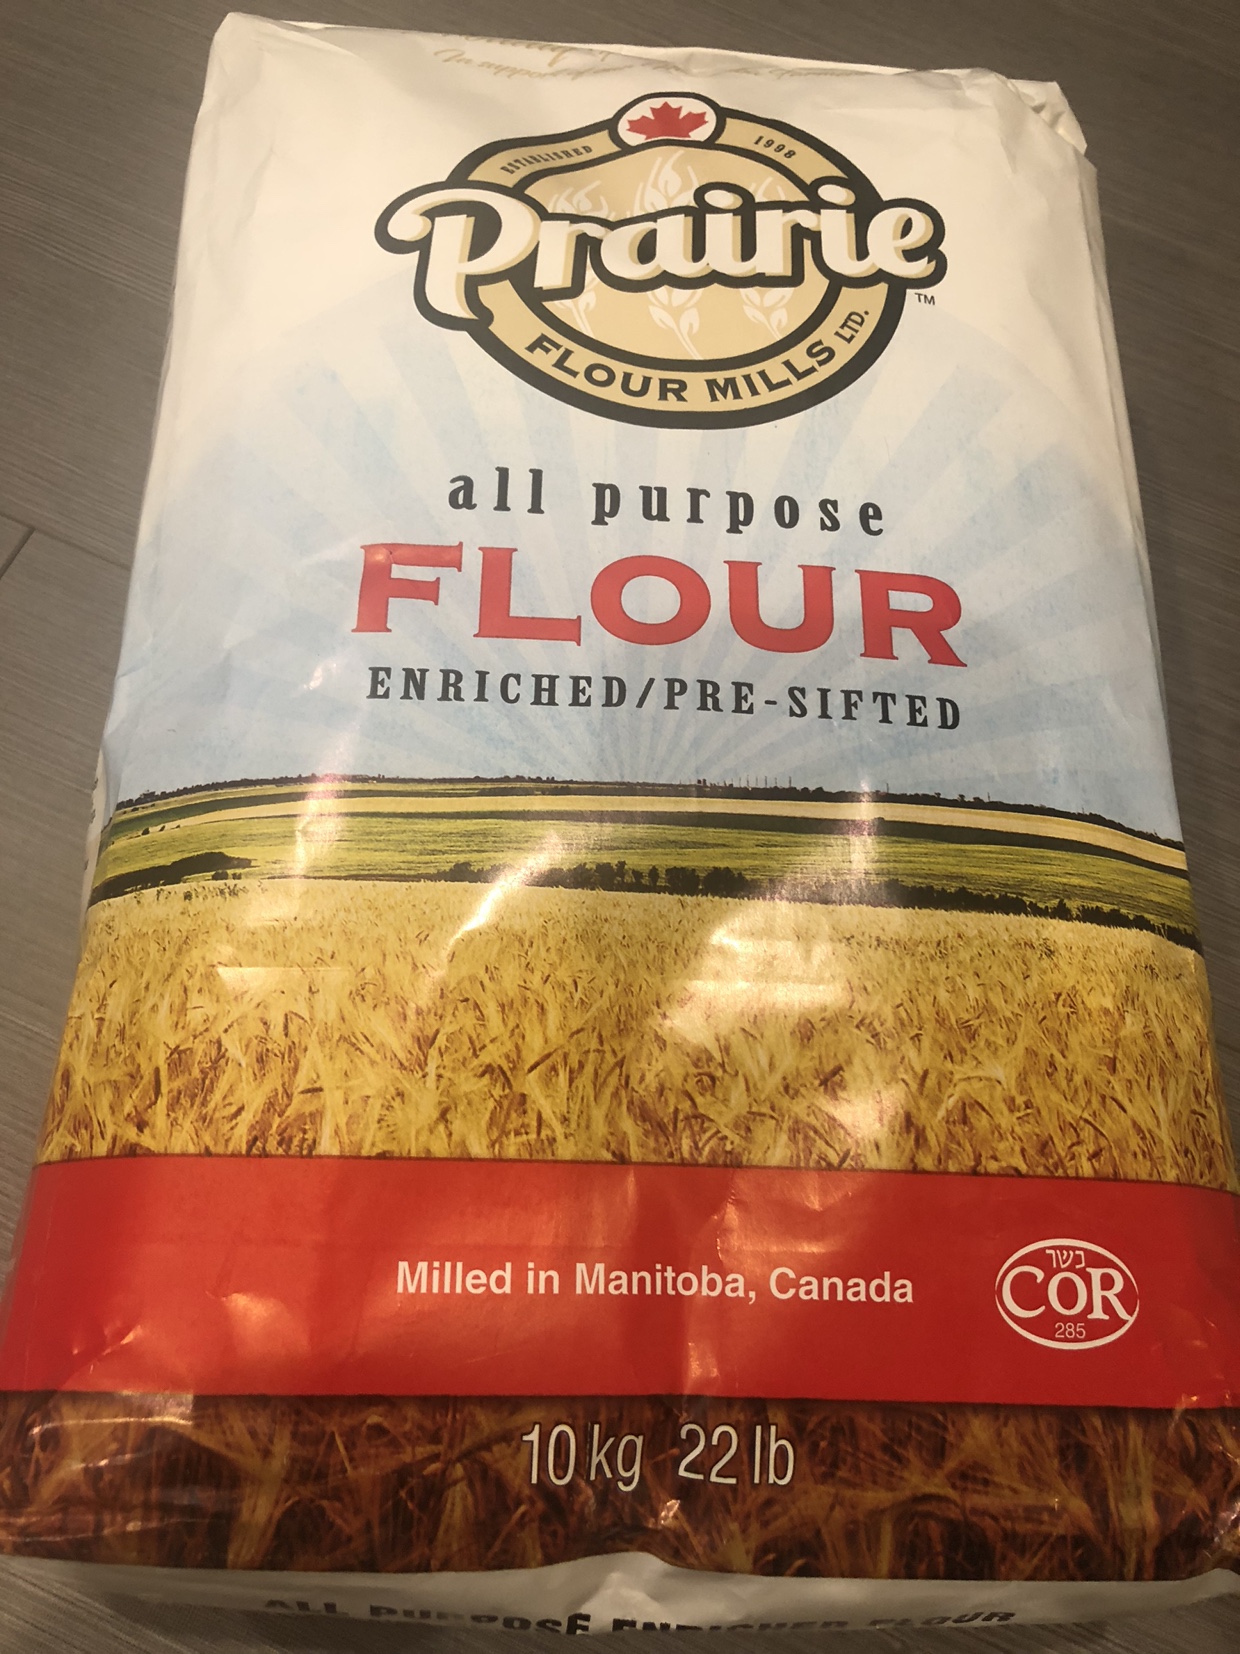 ESTABLISHED 1998
Prairie ™
FLOUR MILLS LTD.
all purpose
FLOUR
ENRICHED/PRE-SIFTED
Milled in Manitoba, Canada
כשר
COR
285
10 kg 22 lb
ALL PURPOSE ENRICHED FLOUR